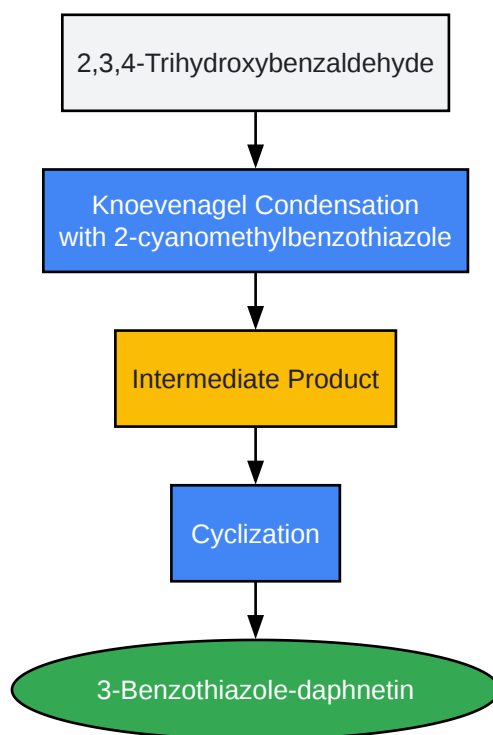 2,3,4-Trihydroxybenzaldehyde
Knoevenagel Condensation
with 2-cyanomethylbenzothiazole
Intermediate Product
Cyclization
3-Benzothiazole-daphnetin